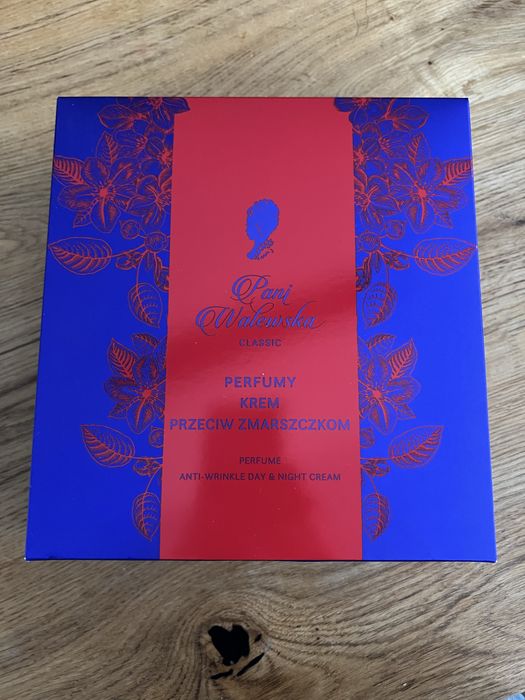 Pani
Walewska
CLASSIC
PERFUMY
KREM
PRZECIW ZMARSZCZKOM
PERFUME
ANTI-WRINKLE DAY & NIGHT CREAM